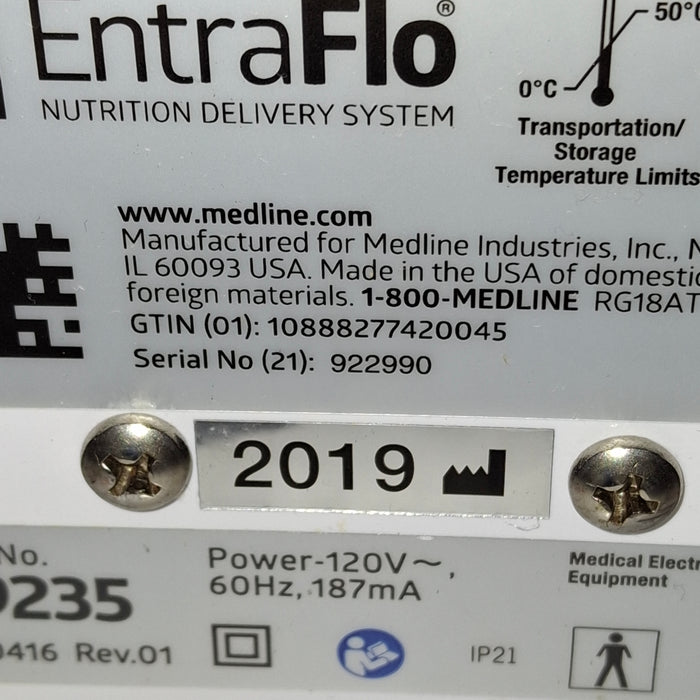 EntraFlo®
NUTRITION DELIVERY SYSTEM
50°C
0°C
Transportation/
Storage
Temperature Limits
www.medline.com
Manufactured for Medline Industries, Inc.,
IL 60093 USA. Made in the USA of domestic
foreign materials. 1-800-MEDLINE RG18AT
GTIN (01): 10888277420045
Serial No (21): 922990
2019
No.
235
0416 Rev.01
Power-120V~,
60Hz, 187mA
Medical Electr
Equipment
IP21